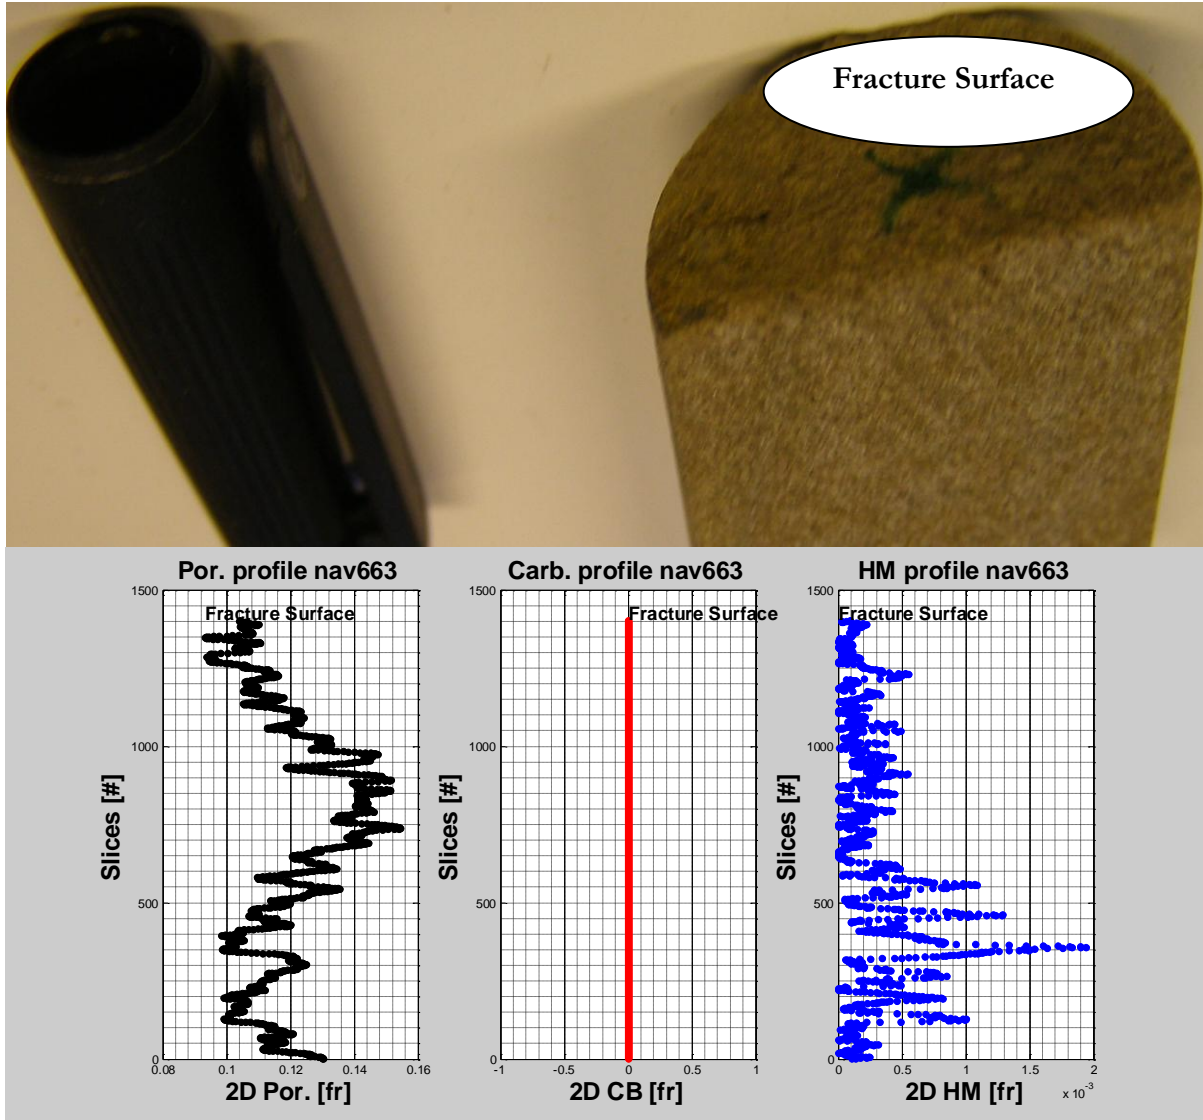 Fracture Surface
Por. profile nav663
Carb. profile nav663
HM profile nav663
1500
Fracture Surface
1000
500
0
Slices [#]
0.08 0.1 0.12 0.14 0.16
2D Por. [fr]
1500
Fracture Surface
1000
500
0
Slices [#]
-1 -0.5 0 0.5 1
2D CB [fr]
1500
Fracture Surface
1000
500
0
Slices [#]
0 0.5 1 1.5 2
x 10⁻³
2D HM [fr]